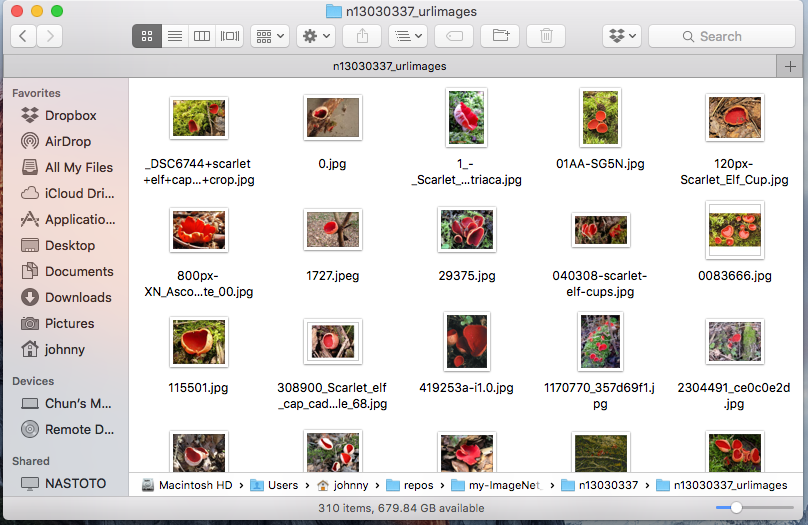 n13030337_urlimages
Search
n13030337_urlimages
Favorites
Dropbox
AirDrop
All My Files
iCloud Dri...
Applicatio...
Desktop
Documents
Downloads
Pictures
johnny
Devices
Chun's M...
Remote D...
Shared
NASTOTO
_DSC6744+scarlet
+elf+cap...+crop.jpg
0.jpg
1_-
_Scarlet_...triaca.jpg
01AA-SG5N.jpg
120px-
Scarlet_Elf_Cup.jpg
800px-
XN_Asco...te_00.jpg
1727.jpeg
29375.jpg
040308-scarlet-
elf-cups.jpg
0083666.jpg
115501.jpg
308900_Scarlet_elf
_cap_cad...le_68.jpg
419253a-i1.0.jpg
1170770_357d69f1.j
pg
2304491_ce0c0e2d
.jpg
Macintosh HD
Users
johnny
repos
my-ImageNet_
n13030337
n13030337_urlimages
310 items, 679.84 GB available